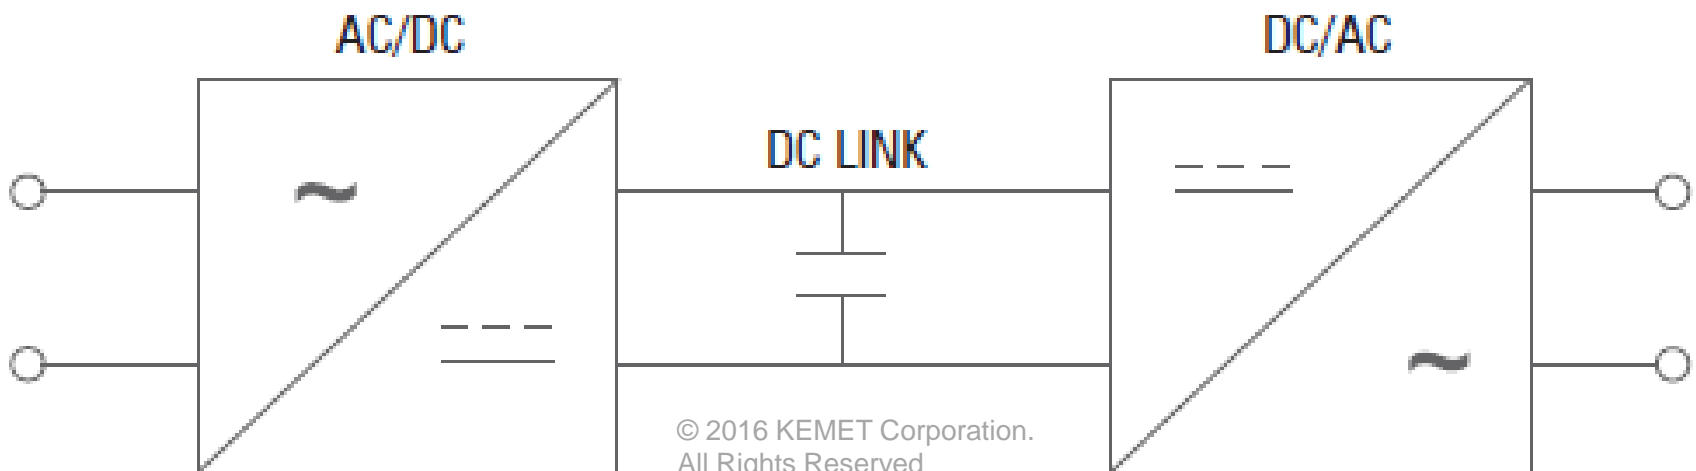 AC/DC
DC/AC
DC LINK
© 2016 KEMET Corporation.
All Rights Reserved